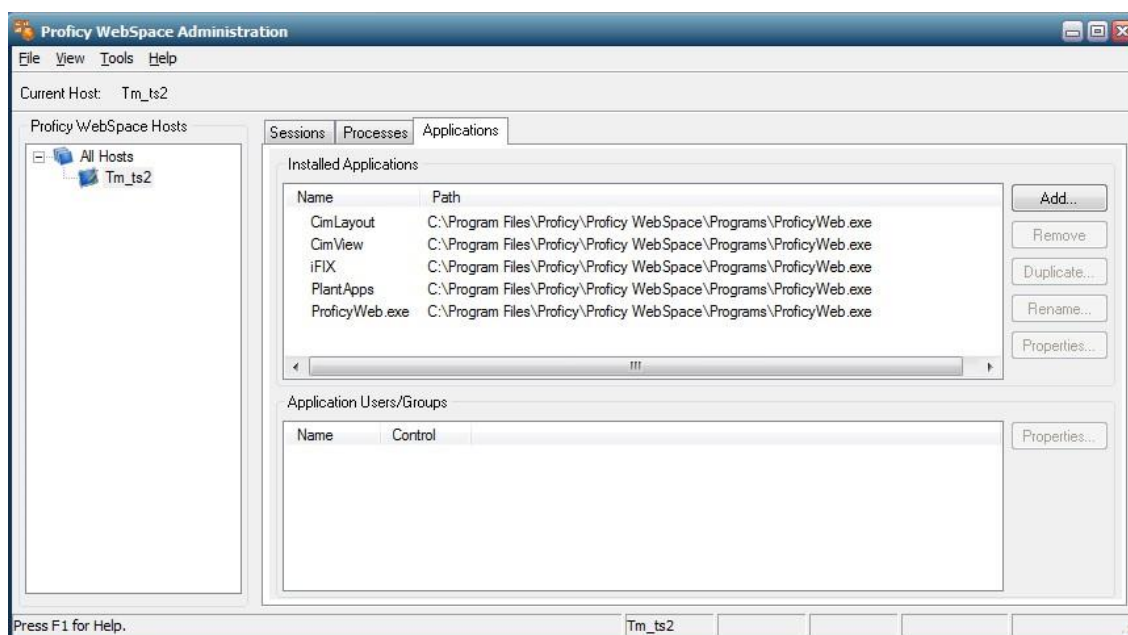 Proficy WebSpace Administration
File View Tools Help
Current Host: Tm_ts2
Proficy WebSpace Hosts
All Hosts
Tm_ts2
Sessions Processes Applications
Installed Applications
Name Path
CimLayout C:\Program Files\Proficy\Proficy WebSpace\Programs\ProficyWeb.exe
CimView C:\Program Files\Proficy\Proficy WebSpace\Programs\ProficyWeb.exe
iFIX C:\Program Files\Proficy\Proficy WebSpace\Programs\ProficyWeb.exe
PlantApps C:\Program Files\Proficy\Proficy WebSpace\Programs\ProficyWeb.exe
ProficyWeb.exe C:\Program Files\Proficy\Proficy WebSpace\Programs\ProficyWeb.exe
Add...
Remove
Duplicate...
Rename...
Properties...
Application Users/Groups
Name Control
Properties...
Press F1 for Help. Tm_ts2